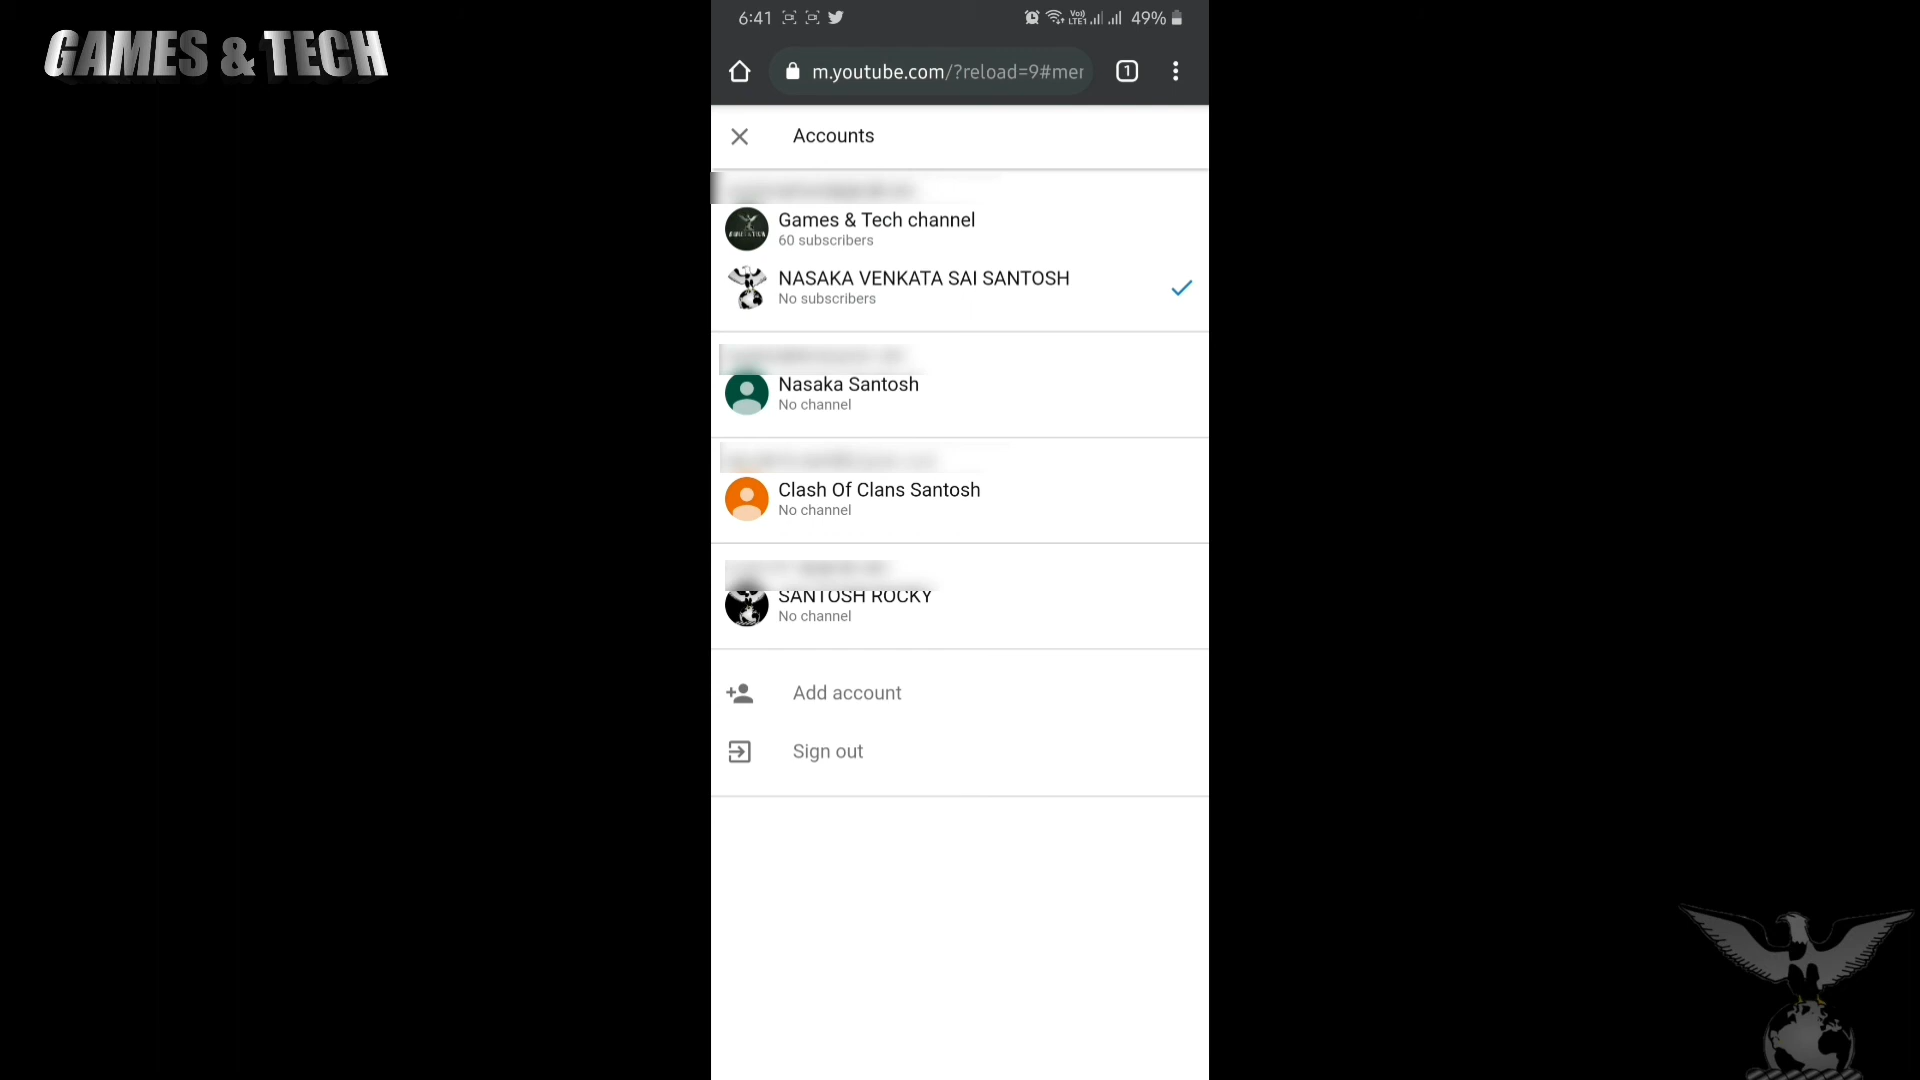 GAMES & TECH
6:41 49%
m.youtube.com/?reload=9#mer 1
Accounts
Games & Tech channel
60 subscribers
NASAKA VENKATA SAI SANTOSH
No subscribers
Nasaka Santosh
No channel
Clash Of Clans Santosh
No channel
SANTOSH ROCKY
No channel
Add account
Sign out